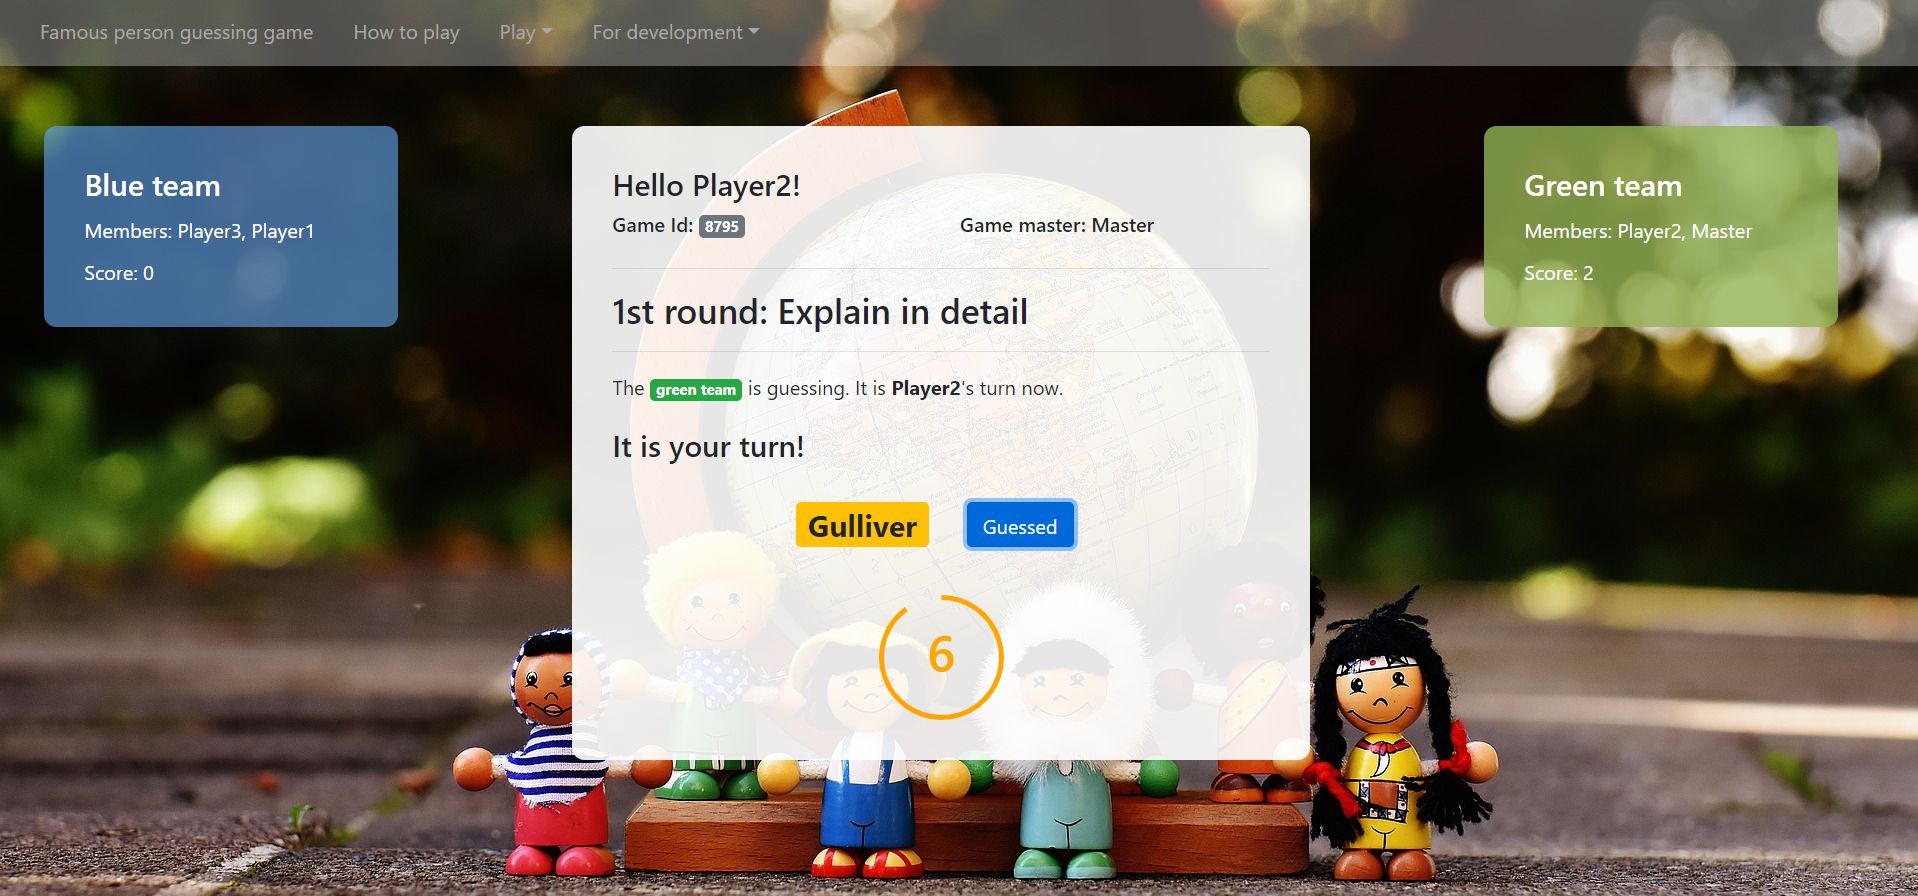 Famous person guessing game How to play Play For development
Blue team
Members: Player3, Player1
Score: 0
Hello Player2!
Game Id: 8795 Game master: Master
1st round: Explain in detail
The green team is guessing. It is Player2's turn now.
It is your turn!
Gulliver Guessed
6
Green team
Members: Player2, Master
Score: 2